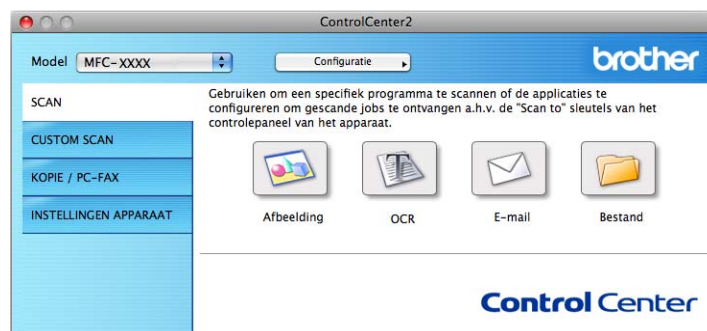 ControlCenter2
Model MFC-XXXX Configuratie brother
SCAN
CUSTOM SCAN
KOPIE / PC-FAX
INSTELLINGEN APPARAAT
Gebruiken om een specifiek programma te scannen of de applicaties te
configureren om gescande jobs te ontvangen a.h.v. de "Scan to" sleutels van het
controlepaneel van het apparaat.
Afbeelding OCR E-mail Bestand
Control Center